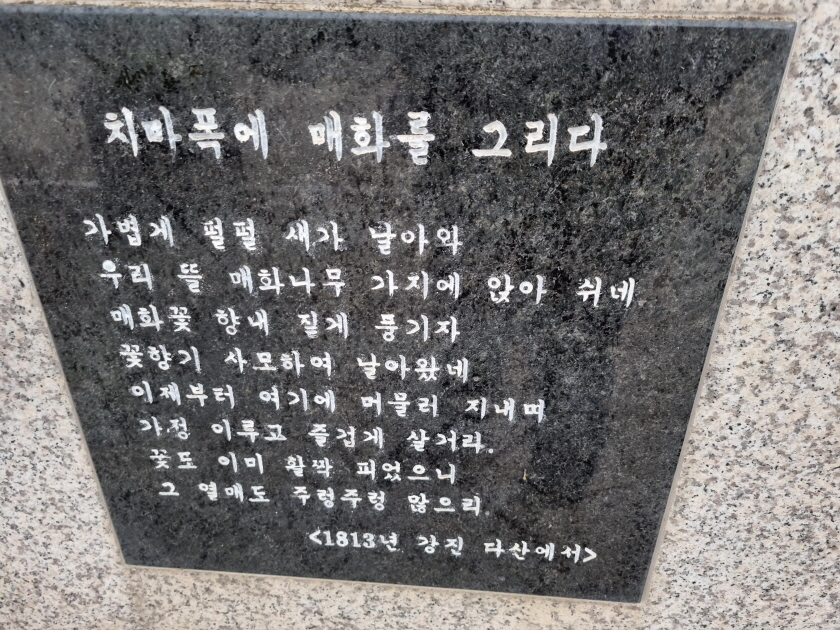 치마폭에 매화를 그리다
가볍게 펄펄 새가 날아와
우리 뜰 매화나무 가지에 앉아 쉬네
매화꽃 향내 짙게 풍기자
꽃향기 사모하여 날아왔네
이제부터 여기에 머물러 지내며
가정 이루고 즐겁게 살거라.
꽃도 이미 활짝 피었으니
그 열매도 주렁주렁 많으리
<1813년 강진 다산에서>